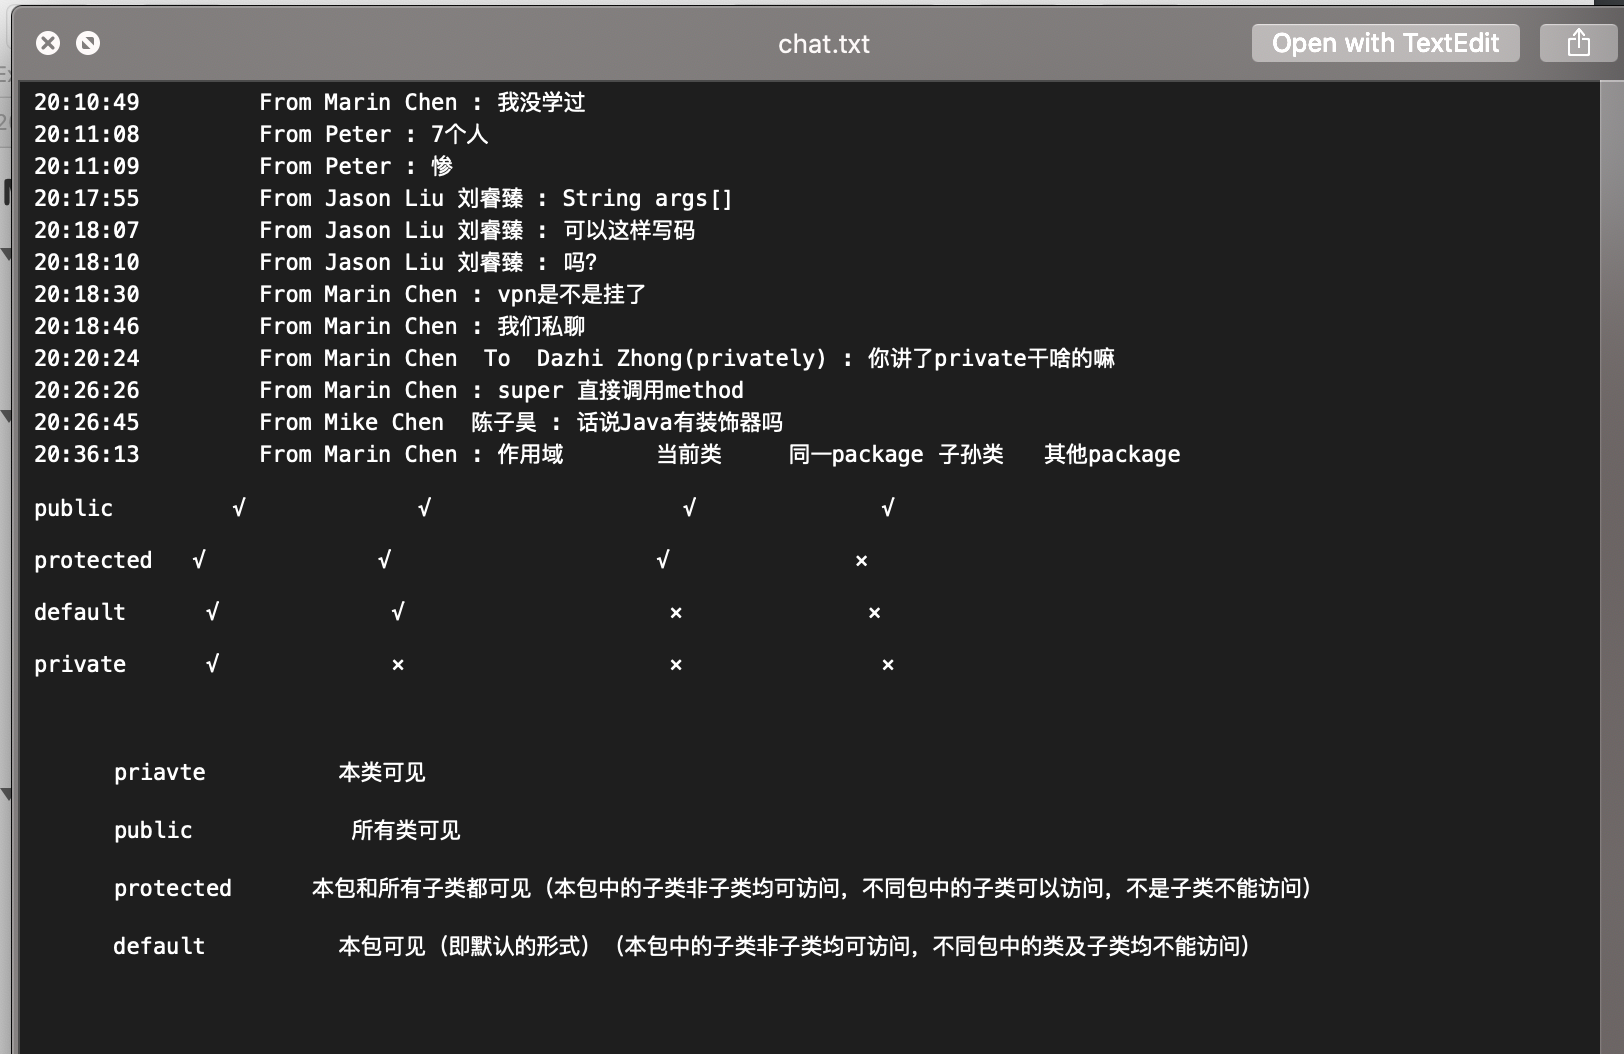 chat.txt
Open with TextEdit
20:10:49 From Marin Chen : 我没学过
20:11:08 From Peter : 7个人
20:11:09 From Peter : 惨
20:17:55 From Jason Liu 刘睿臻 : String args[]
20:18:07 From Jason Liu 刘睿臻 : 可以这样写码
20:18:10 From Jason Liu 刘睿臻 : 吗?
20:18:30 From Marin Chen : vpn是不是挂了
20:18:46 From Marin Chen : 我们私聊
20:20:24 From Marin Chen To Dazhi Zhong(privately) : 你讲了private干啥的嘛
20:26:26 From Marin Chen : super 直接调用method
20:26:45 From Mike Chen 陈子昊 : 话说Java有装饰器吗
20:36:13 From Marin Chen : 作用域 当前类 同一package 子孙类 其他package
public √ √ √ √
protected √ √ √ ×
default √ √ × ×
private √ × × ×
priavte 本类可见
public 所有类可见
protected 本包和所有子类都可见（本包中的子类非子类均可访问，不同包中的子类可以访问，不是子类不能访问）
default 本包可见（即默认的形式）（本包中的子类非子类均可访问，不同包中的类及子类均不能访问）